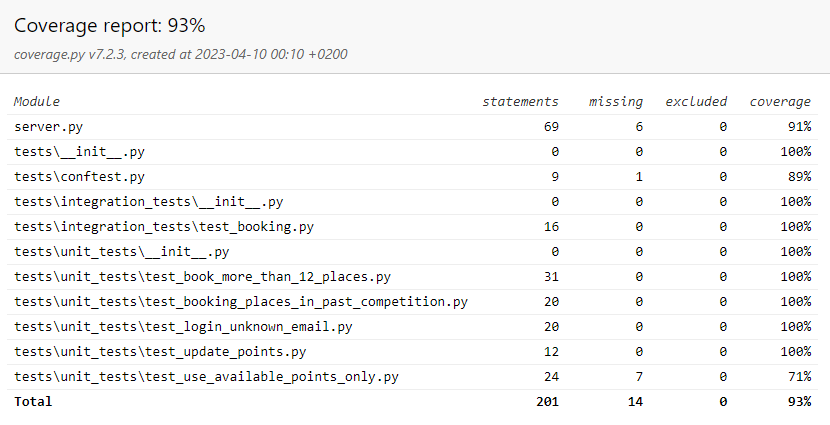 Coverage report: 93%
coverage.py v7.2.3, created at 2023-04-10 00:10 +0200
Module statements missing excluded coverage
server.py 69 6 0 91%
tests\__init__.py 0 0 0 100%
tests\conftest.py 9 1 0 89%
tests\integration_tests\__init__.py 0 0 0 100%
tests\integration_tests\test_booking.py 16 0 0 100%
tests\unit_tests\__init__.py 0 0 0 100%
tests\unit_tests\test_book_more_than_12_places.py 31 0 0 100%
tests\unit_tests\test_booking_places_in_past_competition.py 20 0 0 100%
tests\unit_tests\test_login_unknown_email.py 20 0 0 100%
tests\unit_tests\test_update_points.py 12 0 0 100%
tests\unit_tests\test_use_available_points_only.py 24 7 0 71%
Total 201 14 0 93%